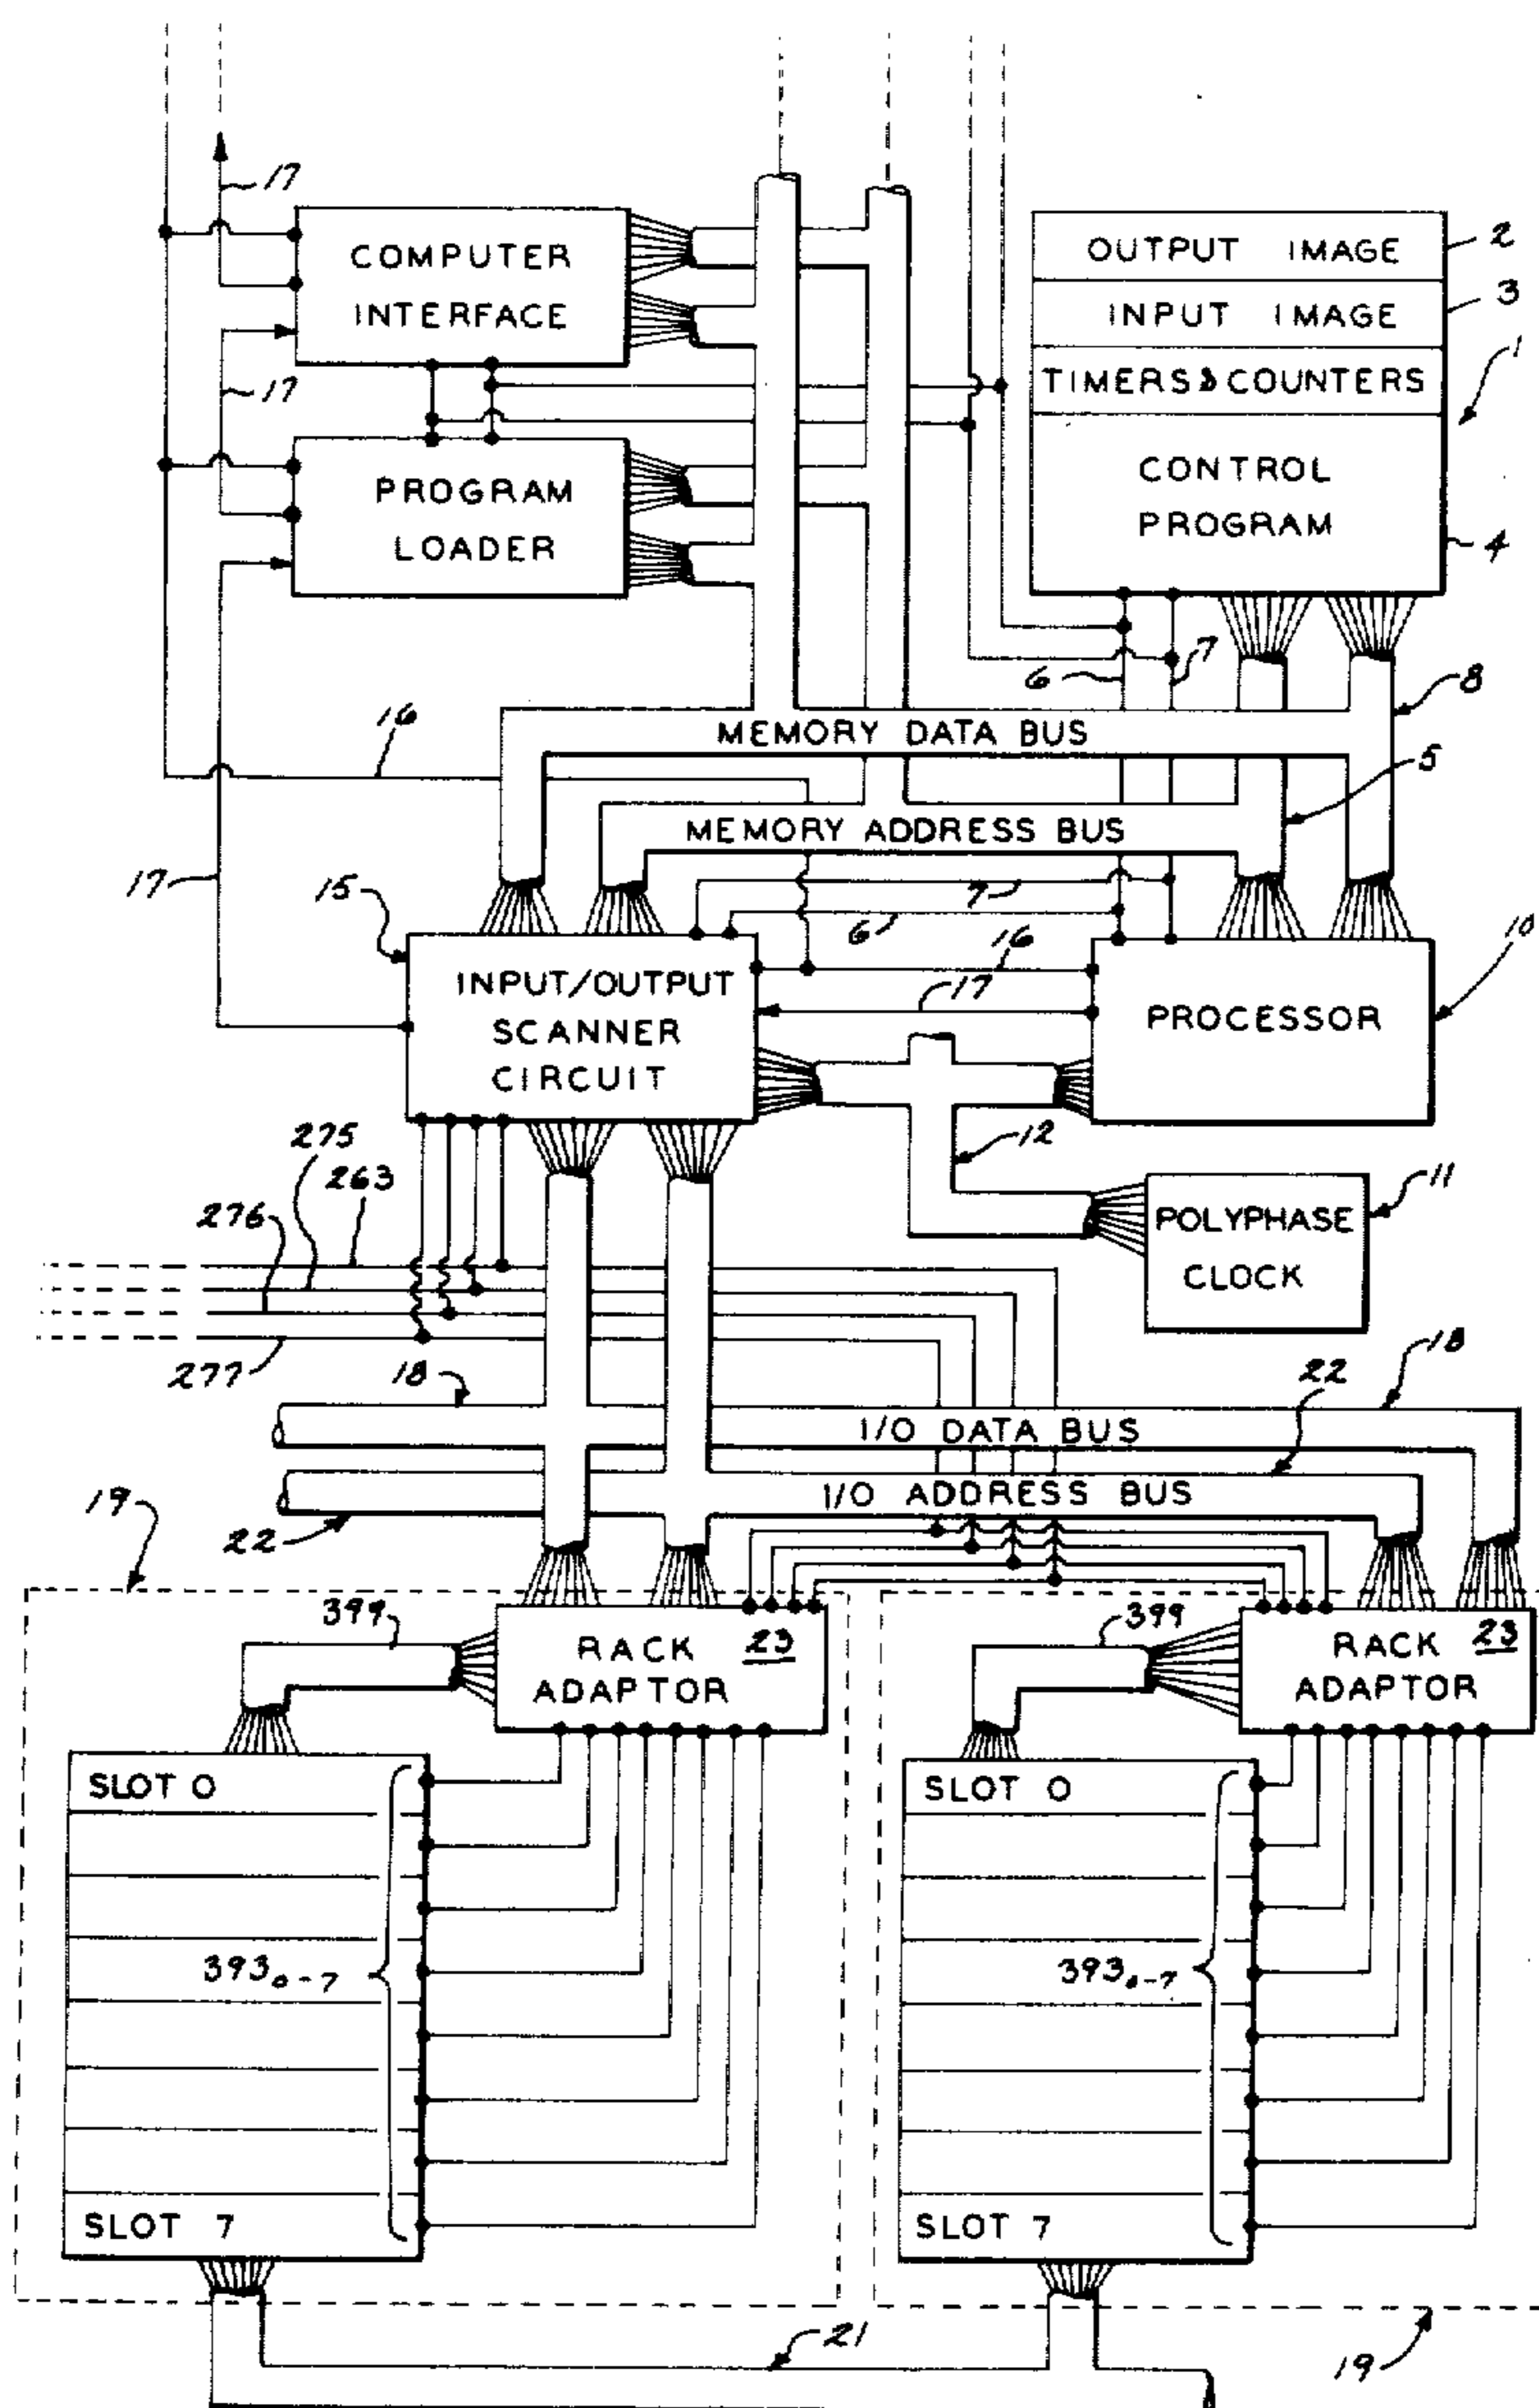 17
COMPUTER
INTERFACE
OUTPUT IMAGE
2
INPUT IMAGE
3
TIMERS & COUNTERS
1
17
PROGRAM
LOADER
CONTROL
PROGRAM
4
6
7
8
16
MEMORY DATA BUS
5
MEMORY ADDRESS BUS
17
15
7
6
16
INPUT/OUTPUT
SCANNER
CIRCUIT
17
PROCESSOR
10
275
263
276
12
11
POLYPHASE
CLOCK
277
18
22
18
I/O DATA BUS
I/O ADDRESS BUS
19
22
399
RACK
ADAPTOR
23
399
RACK
ADAPTOR
23
SLOT 0
SLOT 0
393 0-7
393 0-7
SLOT 7
SLOT 7
21
19